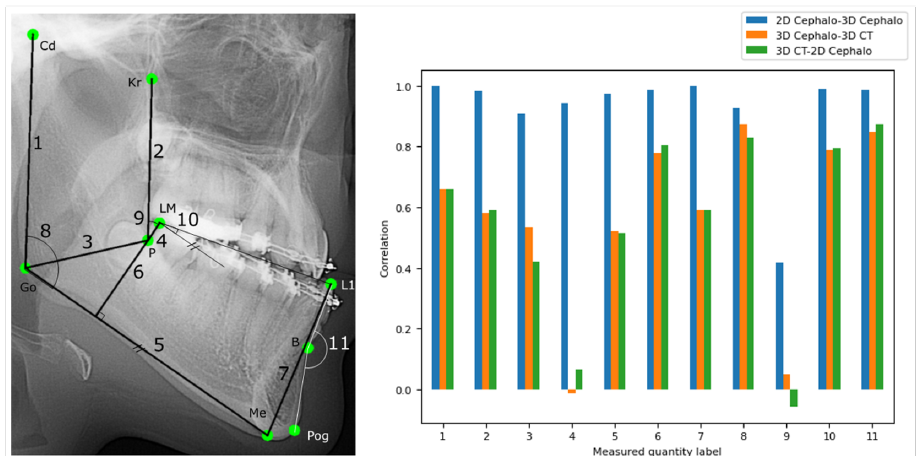 Cd
Kr
1
2
LM
9
10
8
3
4
P
6
Go
L1
5
B
11
7
Me
Pog
2D Cephalo-3D Cephalo
3D Cephalo-3D CT
3D CT-2D Cephalo
1.0
0.8
0.6
0.4
0.2
0.0
Correlation
1 2 3 4 5 6 7 8 9 10 11
Measured quantity label